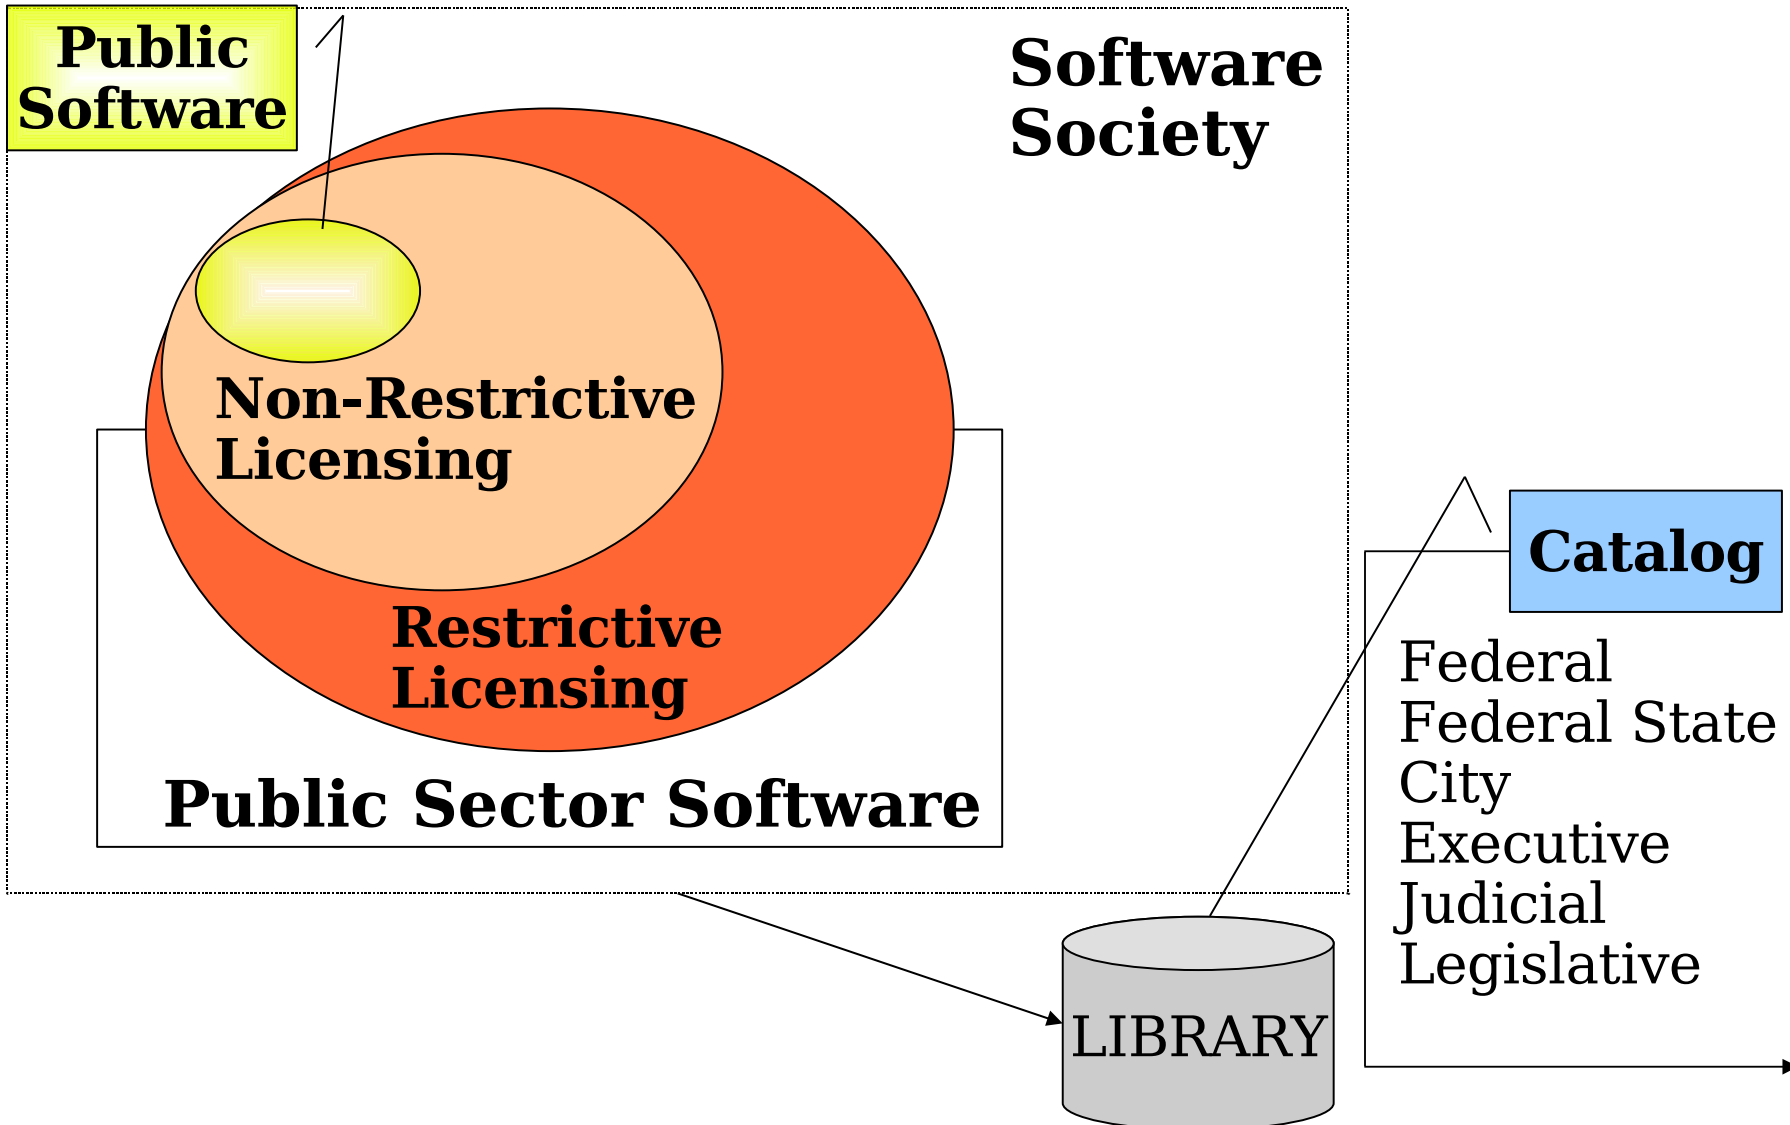 Public
Software
Software
Society
Non-Restrictive
Licensing
Restrictive
Licensing
Public Sector Software
Catalog
Federal
Federal State
City
Executive
Judicial
Legislative
LIBRARY